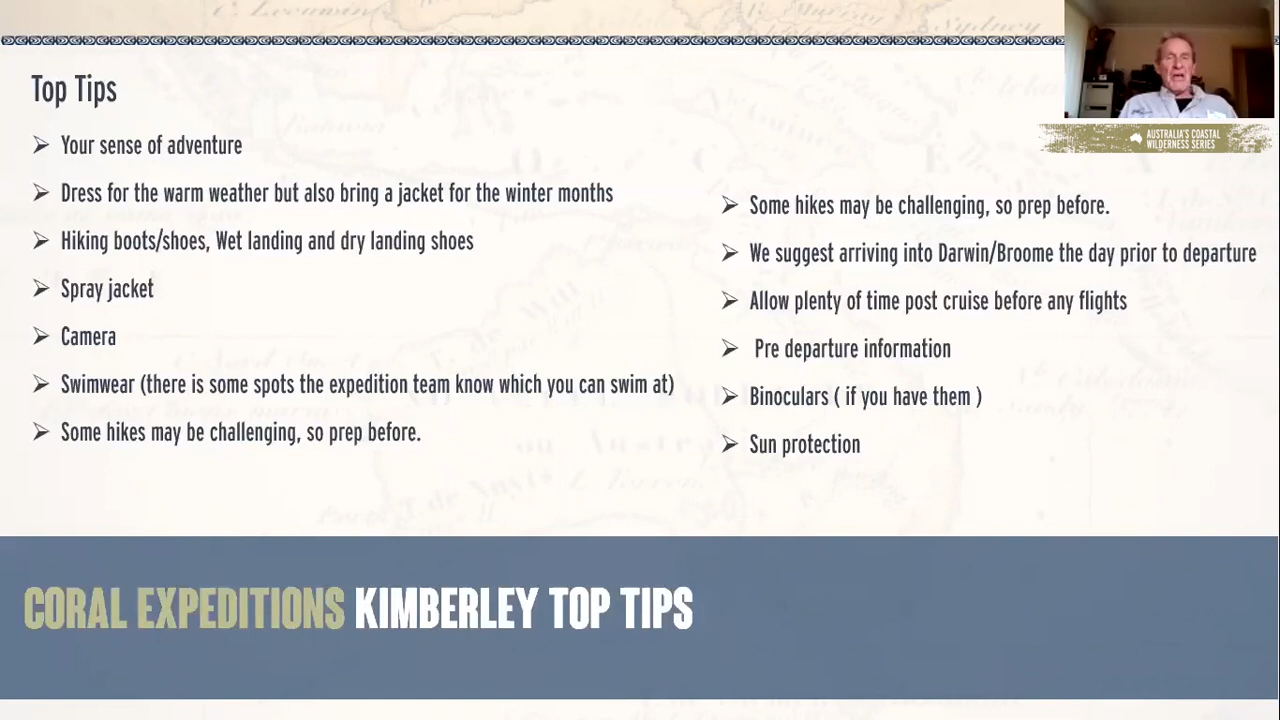 Top Tips
Your sense of adventure
Dress for the warm weather but also bring a jacket for the winter months
Hiking boots/shoes, Wet landing and dry landing shoes
Spray jacket
Camera
Swimwear (there is some spots the expedition team know which you can swim at)
Some hikes may be challenging, so prep before.
AUSTRALIA'S COASTAL
WILDERNESS SERIES
Some hikes may be challenging, so prep before.
We suggest arriving into Darwin/Broome the day prior to departure
Allow plenty of time post cruise before any flights
Pre departure information
Binoculars ( if you have them )
Sun protection
CORAL EXPEDITIONS KIMBERLEY TOP TIPS